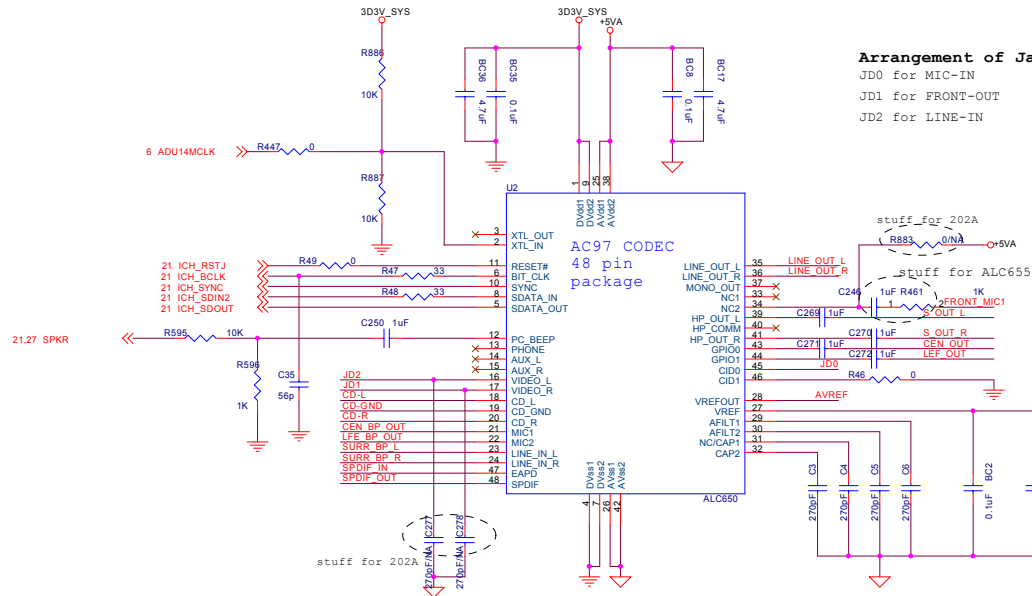 3D3V_SYS
3D3V_SYS
+5VA
R886
10K
BC36
4.7uF
BC35
0.1uF
BC8
0.1uF
BC17
4.7uF
Arrangement of Ja
JD0 for MIC-IN
JD1 for FRONT-OUT
JD2 for LINE-IN
6 ADU14MCLK
R447
0
R887
10K
U2
1
9
25
38
DVdd1
DVdd2
AVdd1
AVdd2
AC97 CODEC
48 pin
package
stuff for 202A
R883
0/NA
+5VA
stuff for ALC655
3 XTL_OUT
2 XTL_IN
21 ICH_RSTJ
R49
0
11 RESET#
21 ICH_BCLK
R47
33
6 BIT_CLK
21 ICH_SYNC
10 SYNC
21 ICH_SDIN2
R48
33
8 SDATA_IN
21 ICH_SDOUT
5 SDATA_OUT
21,27 SPKR
R595
10K
C250
1uF
12 PC_BEEP
R596
1K
C35
56p
13 PHONE
14 AUX_L
15 AUX_R
JD2
16 VIDEO_L
JD1
17 VIDEO_R
CD-L
18 CD_L
CD-GND
19 CD_GND
CD-R
20 CD_R
CEN_BP_OUT
21 MIC1
LFE_BP_OUT
22 MIC2
SURR_BP_L
23 LINE_IN_L
SURR_BP_R
24 LINE_IN_R
SPDIF_IN
47 EAPD
SPDIF_OUT
48 SPDIF
LINE_OUT_L 35 LINE_OUT_L
LINE_OUT_R 36 LINE_OUT_R
MONO_OUT 37
NC1 33
NC2 34
C246
1uF
R461
1K
1
2
FRONT_MIC1
HP_OUT_L 39
C269
1uF
S_OUT_L
HP_COMM 40
HP_OUT_R 41
C270
1uF
S_OUT_R
GPIO0 43
C271
1uF
CEN_OUT
GPIO1 44
C272
1uF
LEF_OUT
CID0 45
JD0
CID1 46
R46
0
VREFOUT 28
AVREF
VREF 27
AFILT1 29
AFILT2 30
NC/CAP1 31
CAP2 32
DVss1
DVss2
AVss1
AVss2
4
7
26
42
ALC650
C3
270pF
C4
270pF
C5
270pF
C6
270pF
BC2
0.1uF
C277
270pF/NA
C278
270pF/NA
stuff for 202A